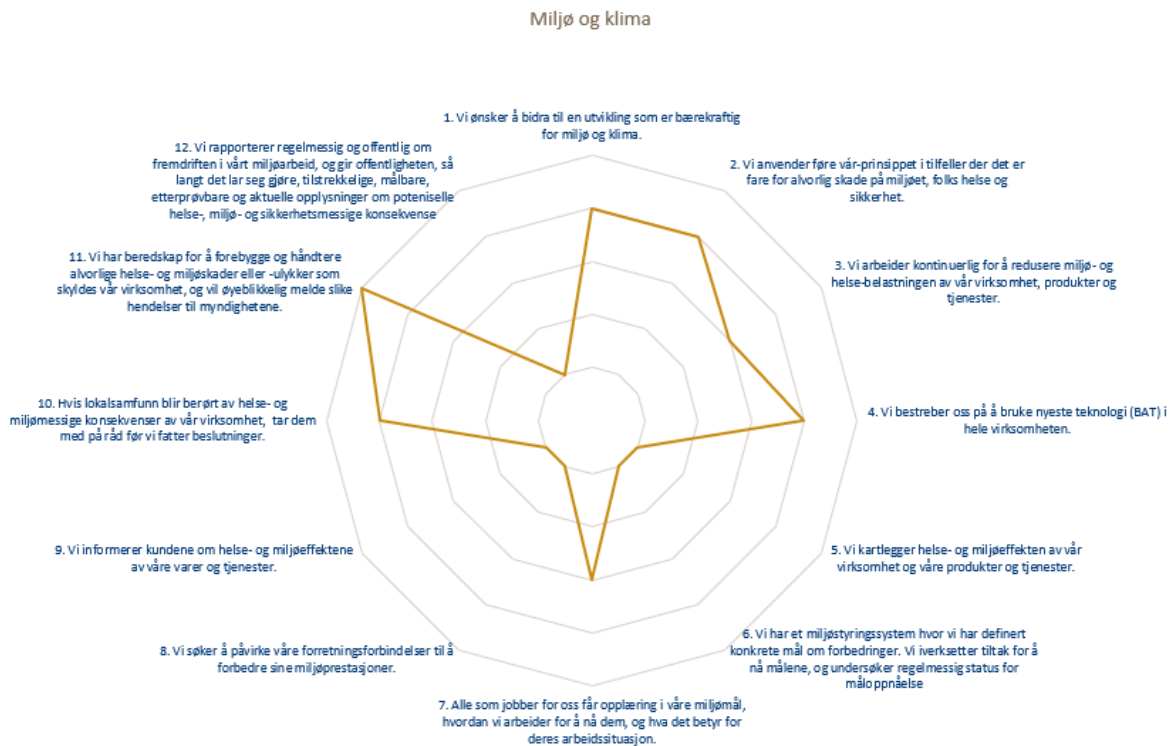 Miljø og klima
1. Vi ønsker å bidra til en utvikling som er bærekraftig
for miljø og klima.
2. Vi anvender føre vár-prinsippet i tilfeller der det er
fare for alvorlig skade på miljøet, folks helse og
sikkerhet.
3. Vi arbeider kontinuerlig for å redusere miljø- og
helse-belastningen av vår virksomhet, produkter og
tjenester.
4. Vi bestreber oss på å bruke nyeste teknologi (BAT) i
hele virksomheten.
5. Vi kartlegger helse- og miljøeffekten av vår
virksomhet og våre produkter og tjenester.
6. Vi har et miljøstyringssystem hvor vi har definert
konkrete mål om forbedringer. Vi iverksetter tiltak for å
nå målene, og undersøker regelmessig status for
måloppnåelse
7. Alle som jobber for oss får opplæring i våre miljømål,
hvordan vi arbeider for å nå dem, og hva det betyr for
deres arbeidssituasjon.
8. Vi søker å påvirke våre forretningsforbindelser til å
forbedre sine miljøprestasjoner.
9. Vi informerer kundene om helse- og miljøeffektene
av våre varer og tjenester.
10. Hvis lokalsamfunn blir berørt av helse- og
miljømessige konsekvenser av vår virksomhet, tar dem
med på råd før vi fatter beslutninger.
11. Vi har beredskap for å forebygge og håndtere
alvorlige helse- og miljøskader eller -ulykker som
skyldes vår virksomhet, og vil øyeblikkelig melde slike
hendelser til myndighetene.
12. Vi rapporterer regelmessig og offentlig om
fremdriften i vårt miljøarbeid, og gir offentligheten, så
langt det lar seg gjøre, tilstrekkelige, målbare,
etterprøvbare og aktuelle opplysninger om poteniselle
helse-, miljø- og sikkerhetsmessige konsekvense